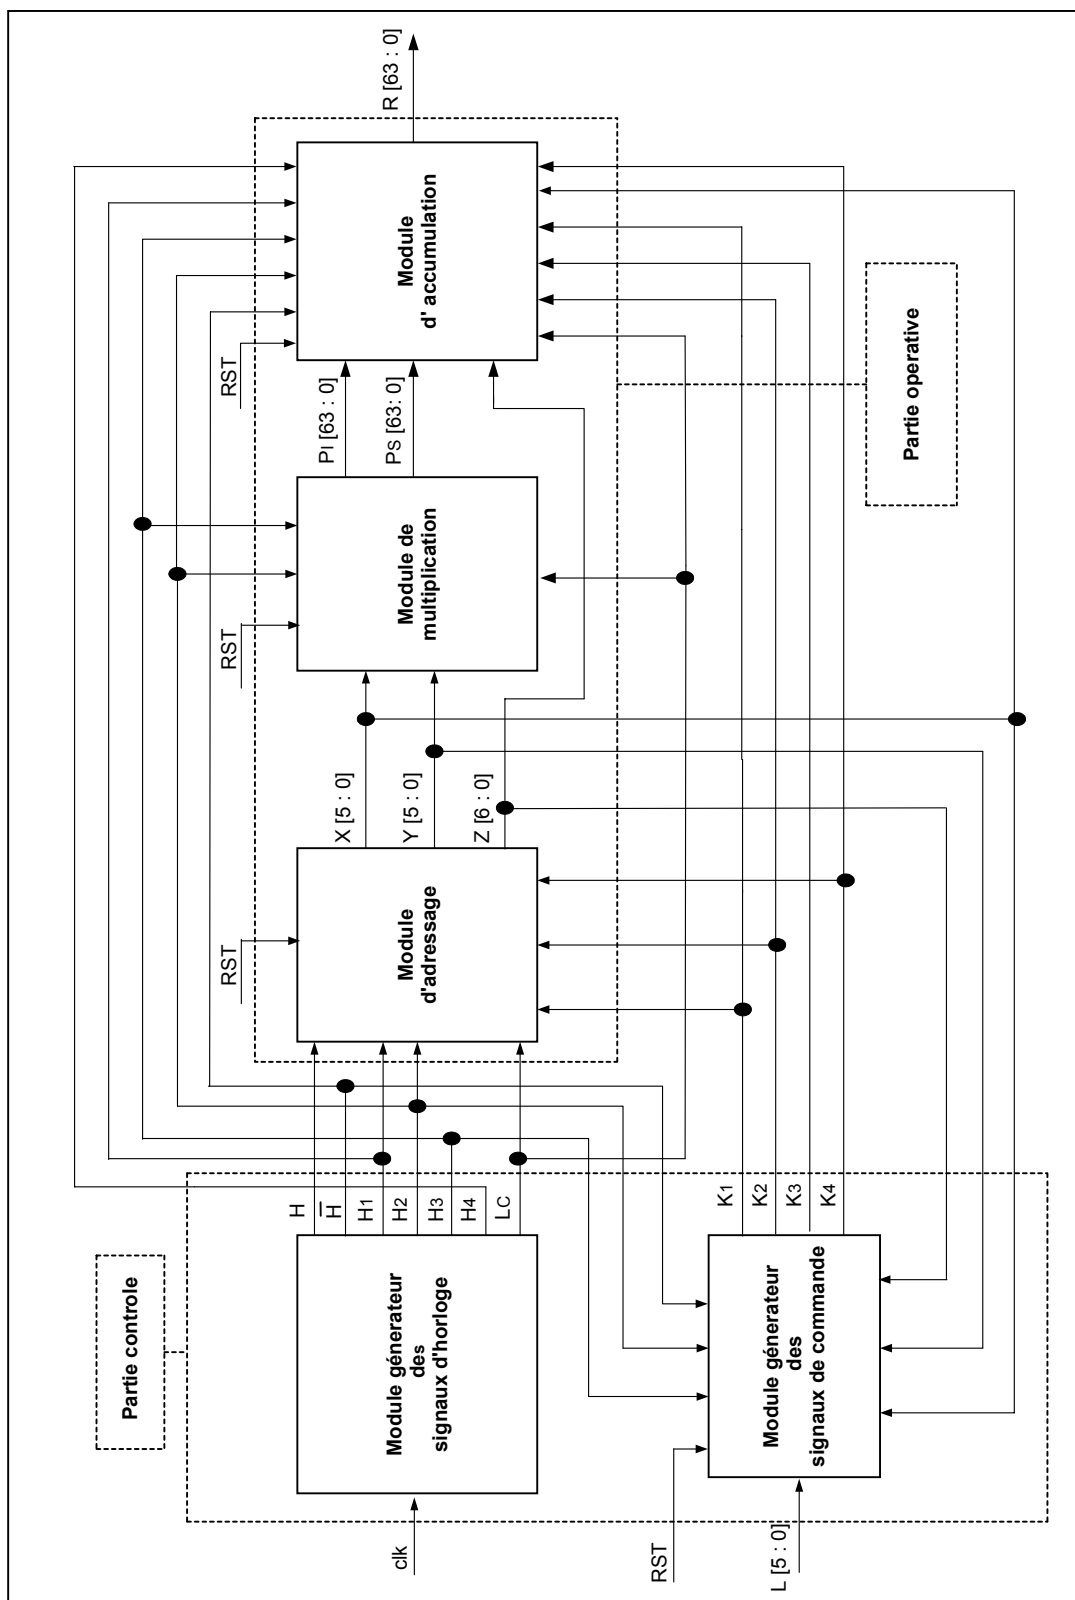 Partie controle
clk
Module génerateur
des
signaux d'horloge
H
H
H1
H2
H3
H4
LC
RST
L [5 : 0]
Module génerateur
des
signaux de commande
K1
K2
K3
K4
RST
Module
d'adressage
X [5 : 0]
Y [5 : 0]
Z [6 : 0]
RST
Module de
multiplication
PI [63 : 0]
PS [63: 0]
RST
Module
d' accumulation
R [63 : 0]
Partie operative